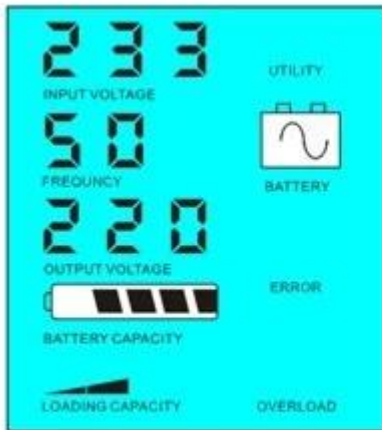 233
UTILITY
INPUT VOLTAGE
50
FREQUNCY
BATTERY
220
OUTPUT VOLTAGE
ERROR
BATTERY CAPACITY
LOADING CAPACITY
OVERLOAD